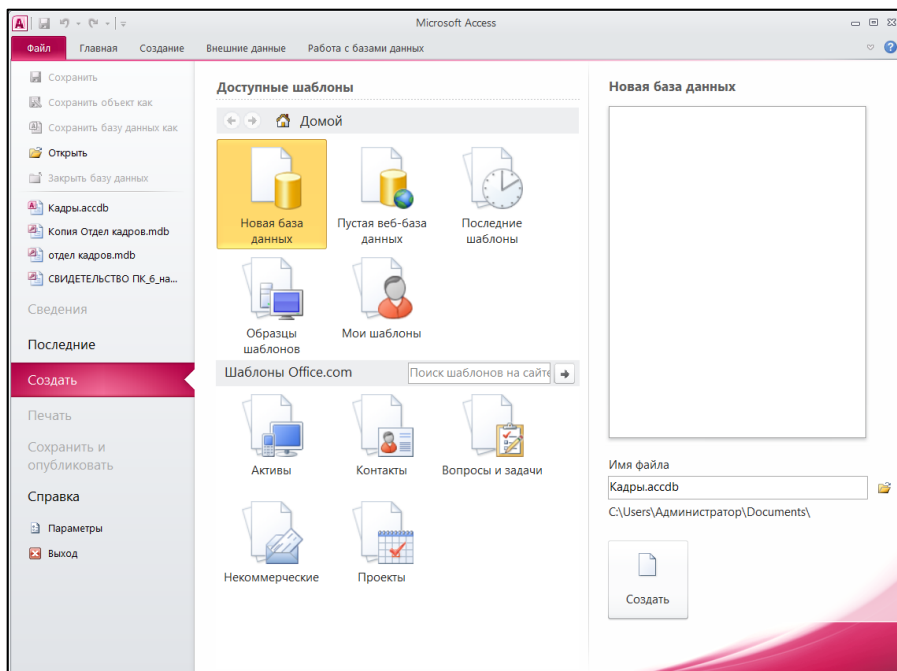 Microsoft Access
Файл Главная Создание Внешние данные Работа с базами данных
Сохранить
Сохранить объект как
Сохранить базу данных как
Открыть
Закрыть базу данных
Кадры.accdb
Копия Отдел кадров.mdb
отдел кадров.mdb
СВИДЕТЕЛЬСТВО ПК_6_на...
Сведения
Последние
Создать
Печать
Сохранить и
опубликовать
Справка
Параметры
Выход
Доступные шаблоны
Домой
Новая база
данных
Пустая веб-база
данных
Последние
шаблоны
Образцы
шаблонов
Мои шаблоны
Шаблоны Office.com
Поиск шаблонов на сайте
Активы
Контакты
Вопросы и задачи
Некоммерческие
Проекты
Новая база данных
Имя файла
Кадры.accdb
C:\Users\Администратор\Documents\
Создать